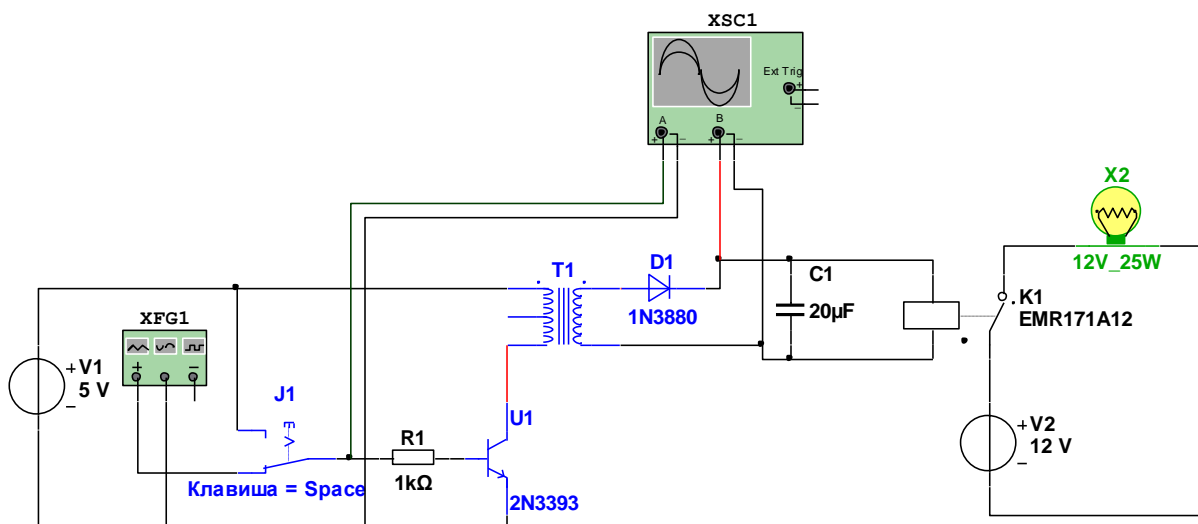 XSC1
Ext Trig
+
−
A
B
+
−
+
−
X2
12V_25W
T1
D1
1N3880
C1
20µF
K1
EMR171A12
XFG1
+
−
+
V1
5 V
−
J1
Клавиша = Space
R1
1kΩ
U1
2N3393
+
V2
12 V
−